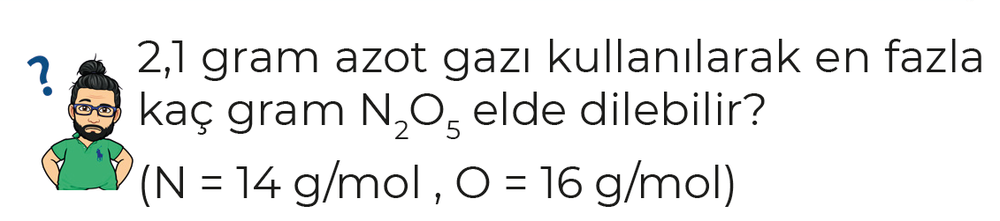 ?
2,1 gram azot gazı kullanılarak en fazla
kaç gram N₂O₅ elde dilebilir?
(N = 14 g/mol , O = 16 g/mol)